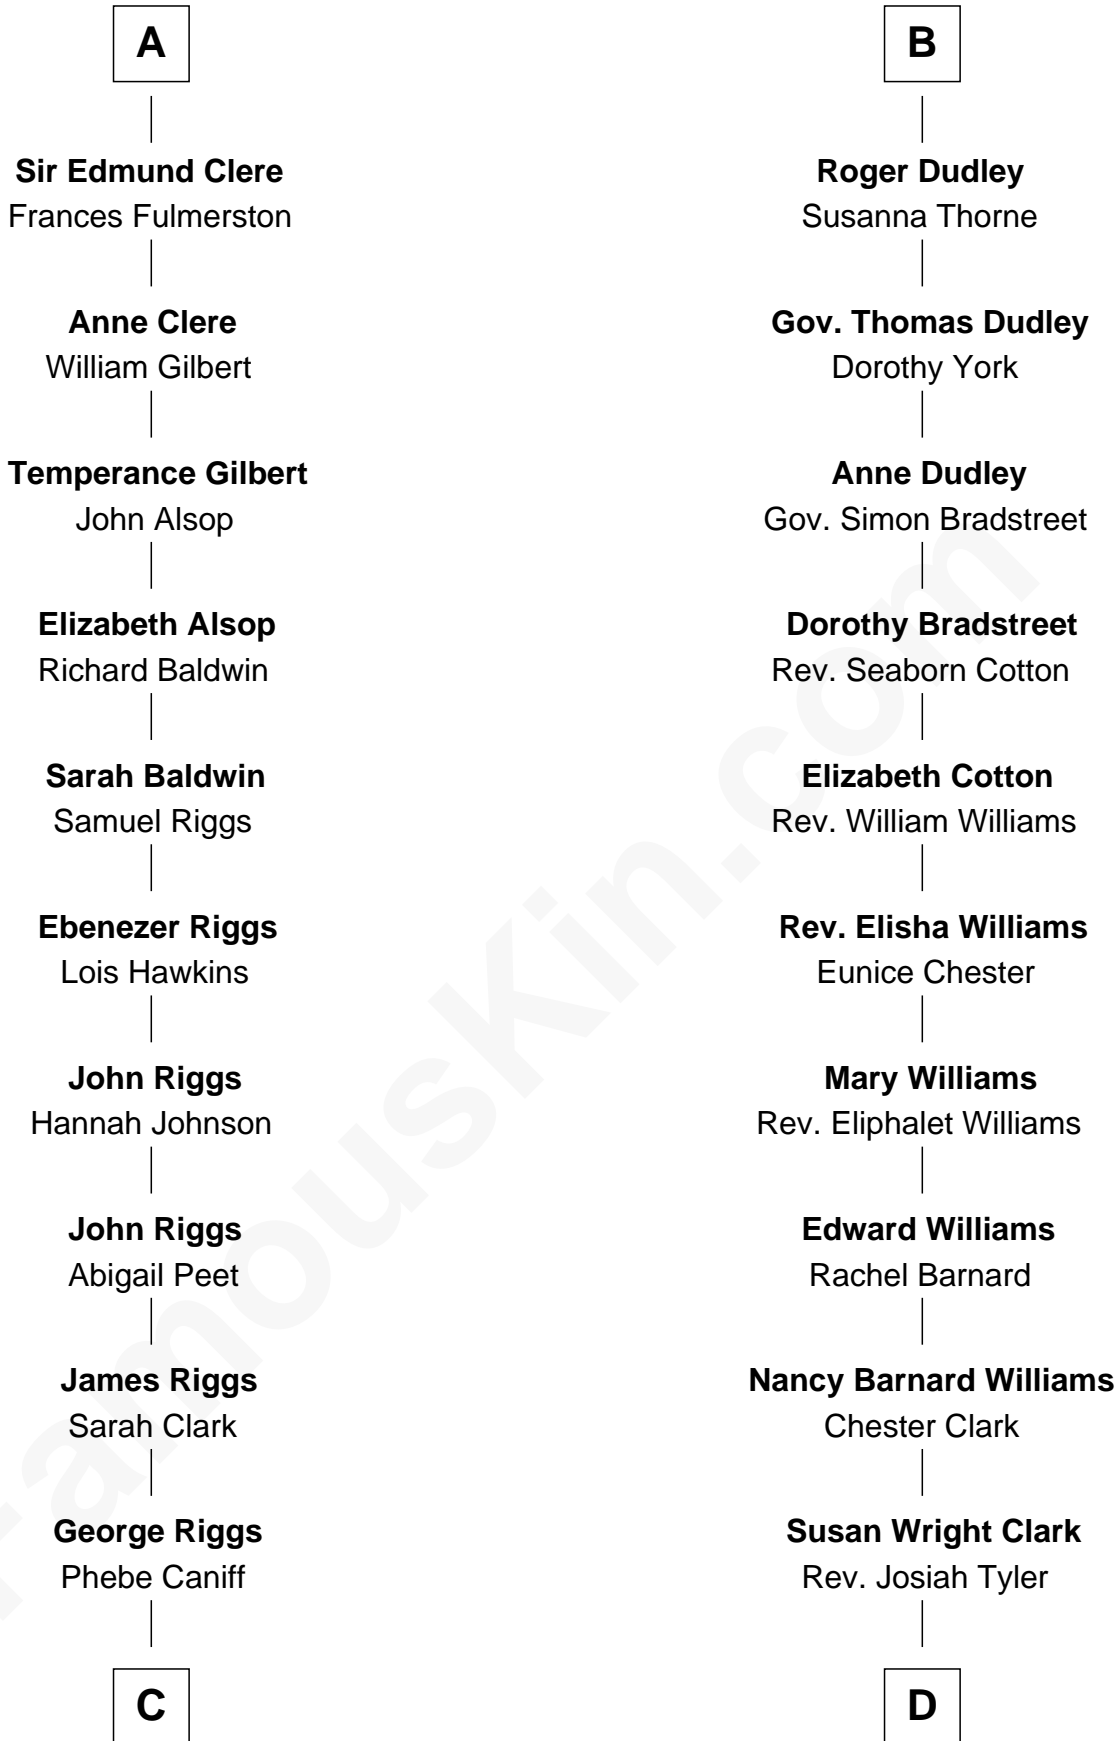 A
Sir Edmund Clere
Frances Fulmerston
Anne Clere
William Gilbert
Temperance Gilbert
John Alsop
Elizabeth Alsop
Richard Baldwin
Sarah Baldwin
Samuel Riggs
Ebenezer Riggs
Lois Hawkins
John Riggs
Hannah Johnson
John Riggs
Abigail Peet
James Riggs
Sarah Clark
George Riggs
Phebe Caniff
C
B
Roger Dudley
Susanna Thorne
Gov. Thomas Dudley
Dorothy York
Anne Dudley
Gov. Simon Bradstreet
Dorothy Bradstreet
Rev. Seaborn Cotton
Elizabeth Cotton
Rev. William Williams
Rev. Elisha Williams
Eunice Chester
Mary Williams
Rev. Eliphalet Williams
Edward Williams
Rachel Barnard
Nancy Barnard Williams
Chester Clark
Susan Wright Clark
Rev. Josiah Tyler
D
FamousKin.com